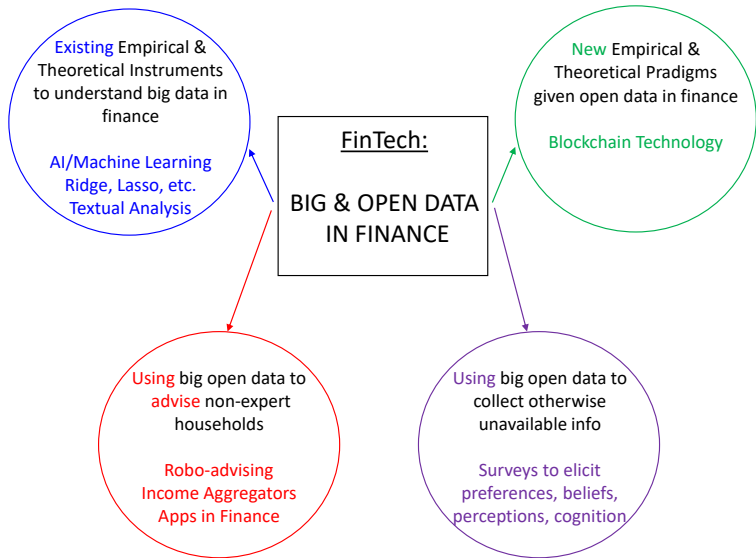 Existing Empirical &
Theoretical Instruments
to understand big data in
finance
AI/Machine Learning
Ridge, Lasso, etc.
Textual Analysis
New Empirical &
Theoretical Pradigms
given open data in finance
Blockchain Technology
FinTech:
BIG & OPEN DATA
IN FINANCE
Using big open data to
advise non-expert
households
Robo-advising
Income Aggregators
Apps in Finance
Using big open data to
collect otherwise
unavailable info
Surveys to elicit
preferences, beliefs,
perceptions, cognition